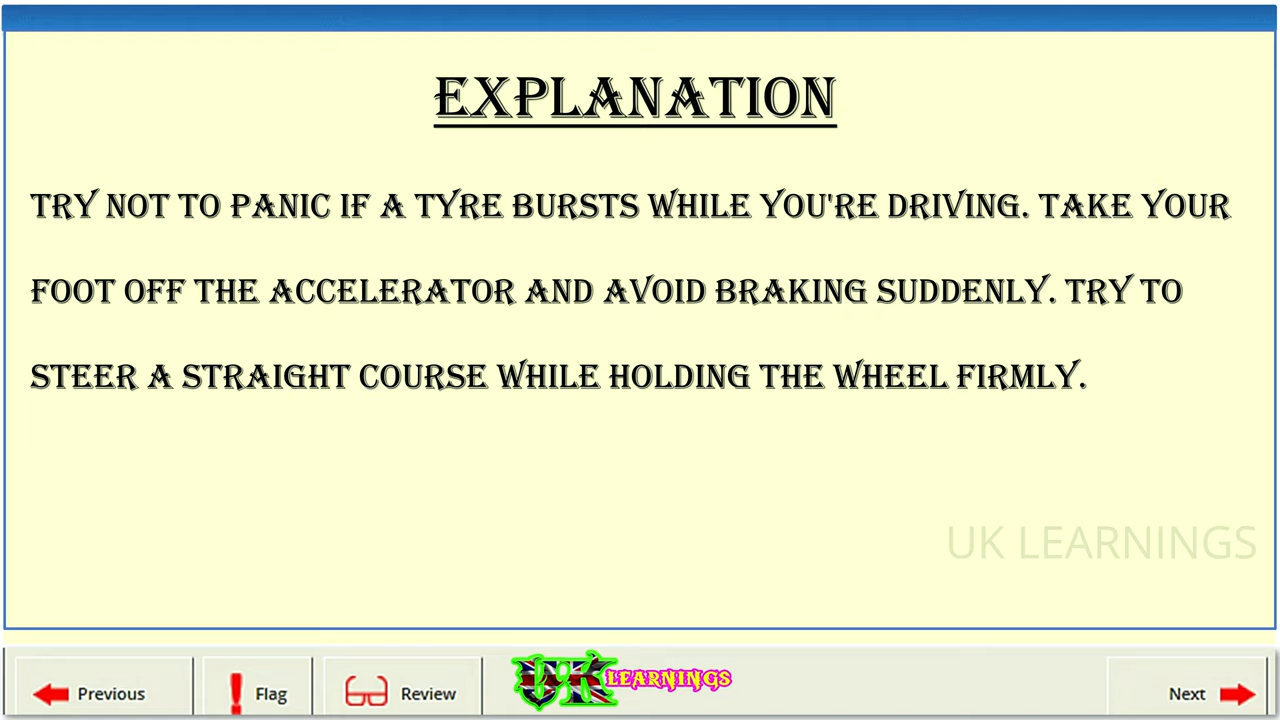 EXPLANATION
TRY NOT TO PANIC IF A TYRE BURSTS WHILE YOU'RE DRIVING. TAKE YOUR
FOOT OFF THE ACCELERATOR AND AVOID BRAKING SUDDENLY. TRY TO
STEER A STRAIGHT COURSE WHILE HOLDING THE WHEEL FIRMLY.
UK LEARNINGS
Previous
Flag
Review
UK LEARNINGS
Next